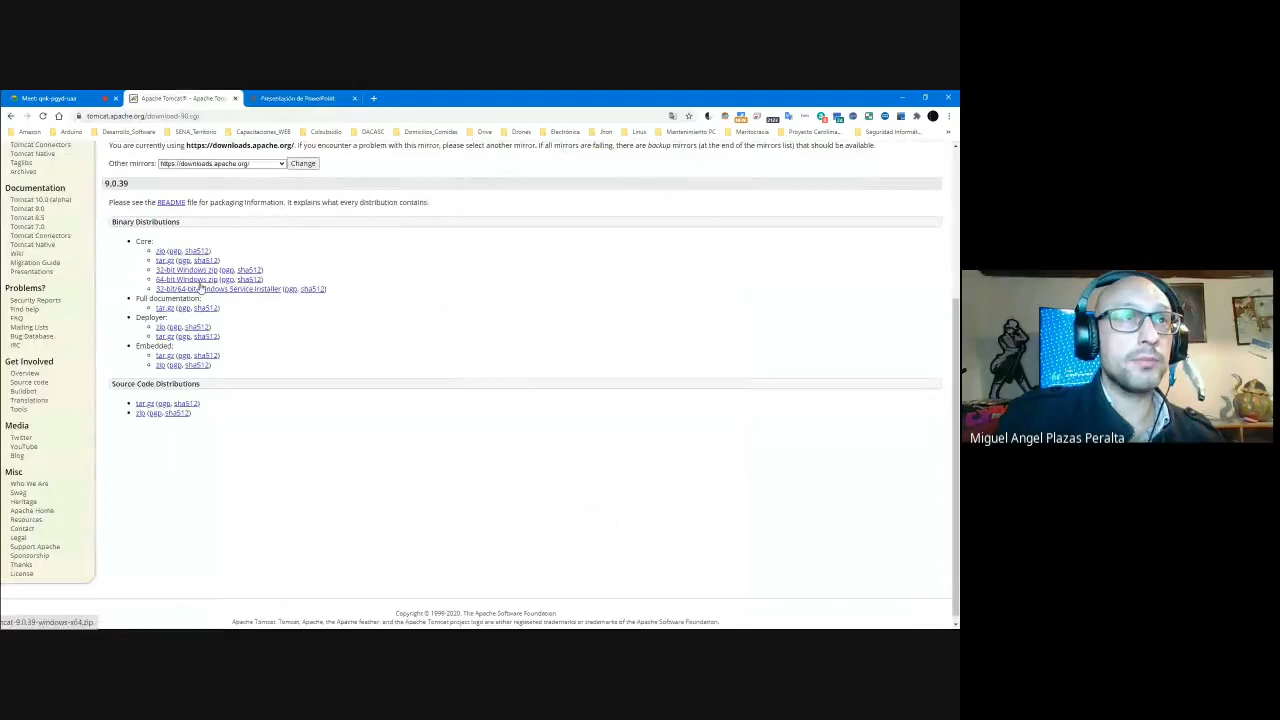 Meet: qnk-pgyd-uaa
Apache Tomcat® - Apache Tom
Presentación de PowerPoint
tomcat.apache.org/download-90.cgi
Amazon
Arduino
Desarrollo_Software
SENA_Territorio
Capacitaciones_WEB
Colsubsidio
DACASC
Domicilios_Comidas
Drive
Drones
Electrónica
Jhon
Linux
Mantenimiento PC
Meritocrácia
Proyecto Carolina...
Seguridad Informát...
Tomcat Connectors
Tomcat Native
Taglibs
Archives
Documentation
Tomcat 10.0 (alpha)
Tomcat 9.0
Tomcat 8.5
Tomcat 7.0
Tomcat Connectors
Tomcat Native
Wiki
Migration Guide
Presentations
Problems?
Security Reports
Find help
FAQ
Mailing Lists
Bug Database
IRC
Get Involved
Overview
Source code
Buildbot
Translations
Tools
Media
Twitter
YouTube
Blog
Misc
Who We Are
Swag
Heritage
Apache Home
Resources
Contact
Legal
Support Apache
Sponsorship
Thanks
License
You are currently using https://downloads.apache.org/. If you encounter a problem with this mirror, please select another mirror. If all mirrors are failing, there are backup mirrors (at the end of the mirrors list) that should be available.
Other mirrors: https://downloads.apache.org/ Change
9.0.39
Please see the README file for packaging information. It explains what every distribution contains.
Binary Distributions
Core:
zip (pgp, sha512)
tar.gz (pgp, sha512)
32-bit Windows zip (pgp, sha512)
64-bit Windows zip (pgp, sha512)
32-bit/64-bit Windows Service Installer (pgp, sha512)
Full documentation:
tar.gz (pgp, sha512)
Deployer:
zip (pgp, sha512)
tar.gz (pgp, sha512)
Embedded:
tar.gz (pgp, sha512)
zip (pgp, sha512)
Source Code Distributions
tar.gz (pgp, sha512)
zip (pgp, sha512)
Copyright © 1999-2020, The Apache Software Foundation
Apache Tomcat, Tomcat, Apache, the Apache feather, and the Apache Tomcat project logo are either registered trademarks or trademarks of the Apache Software Foundation.
ncat-9.0.39-windows-x64.zip
Miguel Angel Plazas Peralta